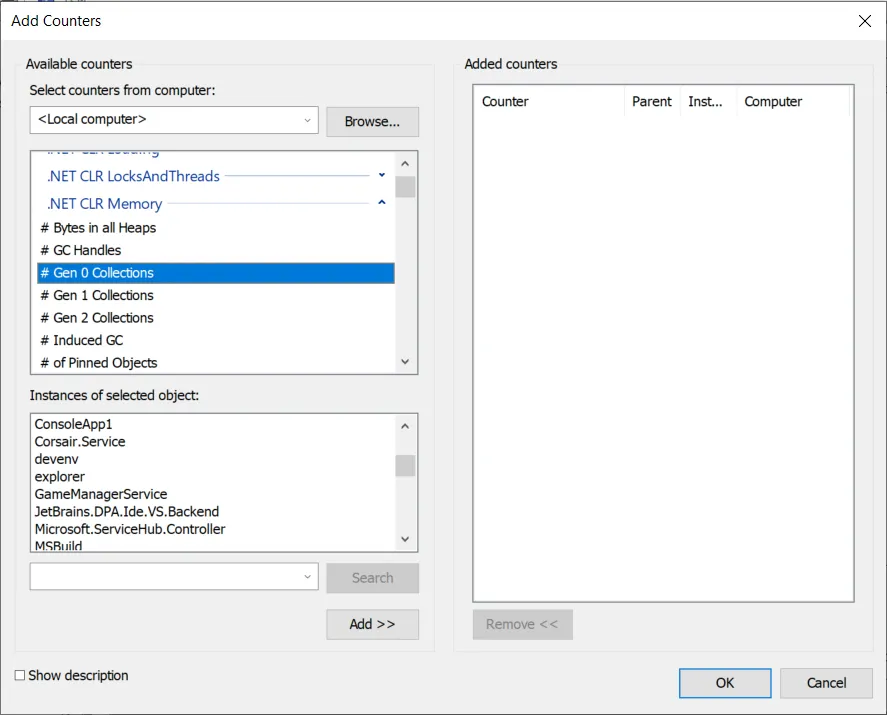 Add Counters
Available counters
Select counters from computer:
<Local computer>
Browse...
.NET CLR Loading
.NET CLR LocksAndThreads
.NET CLR Memory
# Bytes in all Heaps
# GC Handles
# Gen 0 Collections
# Gen 1 Collections
# Gen 2 Collections
# Induced GC
# of Pinned Objects
Instances of selected object:
ConsoleApp1
Corsair.Service
devenv
explorer
GameManagerService
JetBrains.DPA.Ide.VS.Backend
Microsoft.ServiceHub.Controller
MSBuild
Search
Add >>
Show description
Added counters
Counter Parent Inst... Computer
Remove <<
OK Cancel